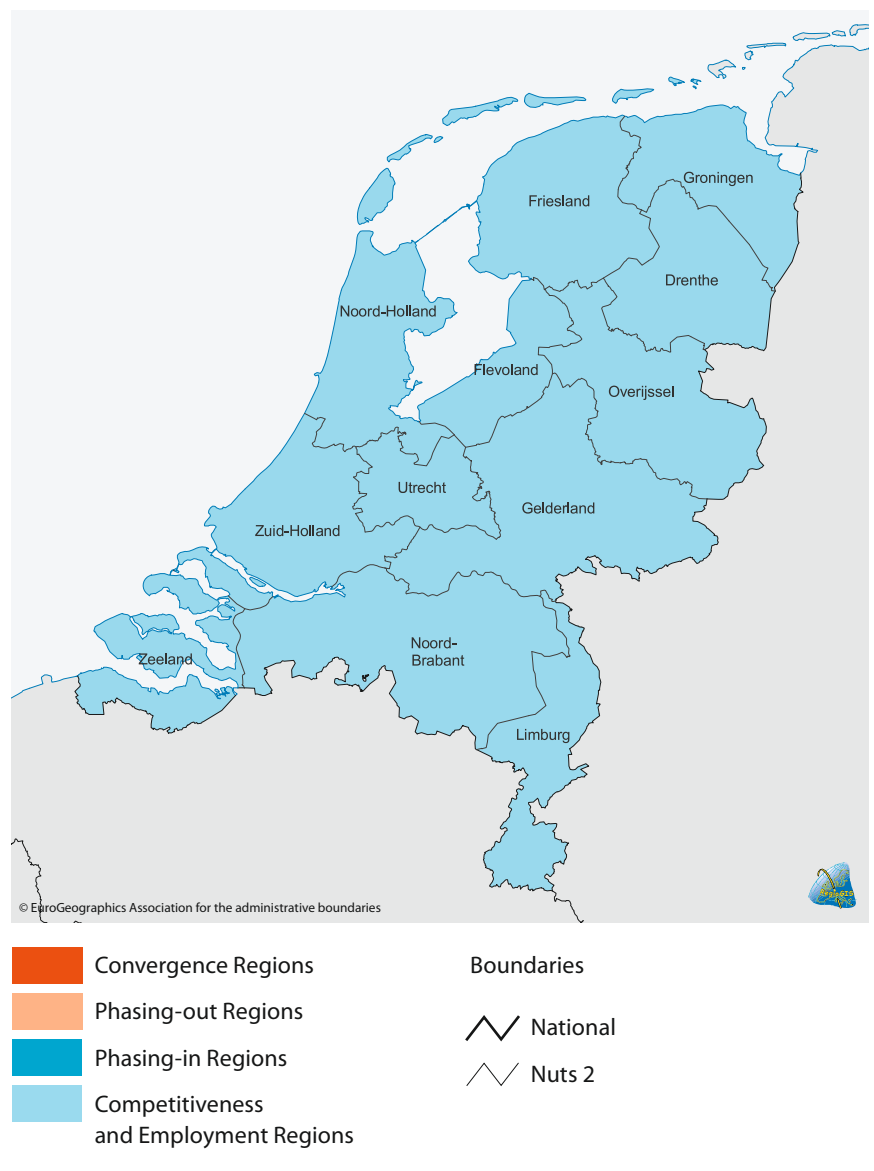 Groningen
Friesland
Drenthe
Noord-Holland
Flevoland
Overijssel
Utrecht
Gelderland
Zuid-Holland
Noord-
Brabant
Zeeland
Limburg
© EuroGeographics Association for the administrative boundaries
Convergence Regions
Phasing-out Regions
Phasing-in Regions
Competitiveness
and Employment Regions
Boundaries
National
Nuts 2